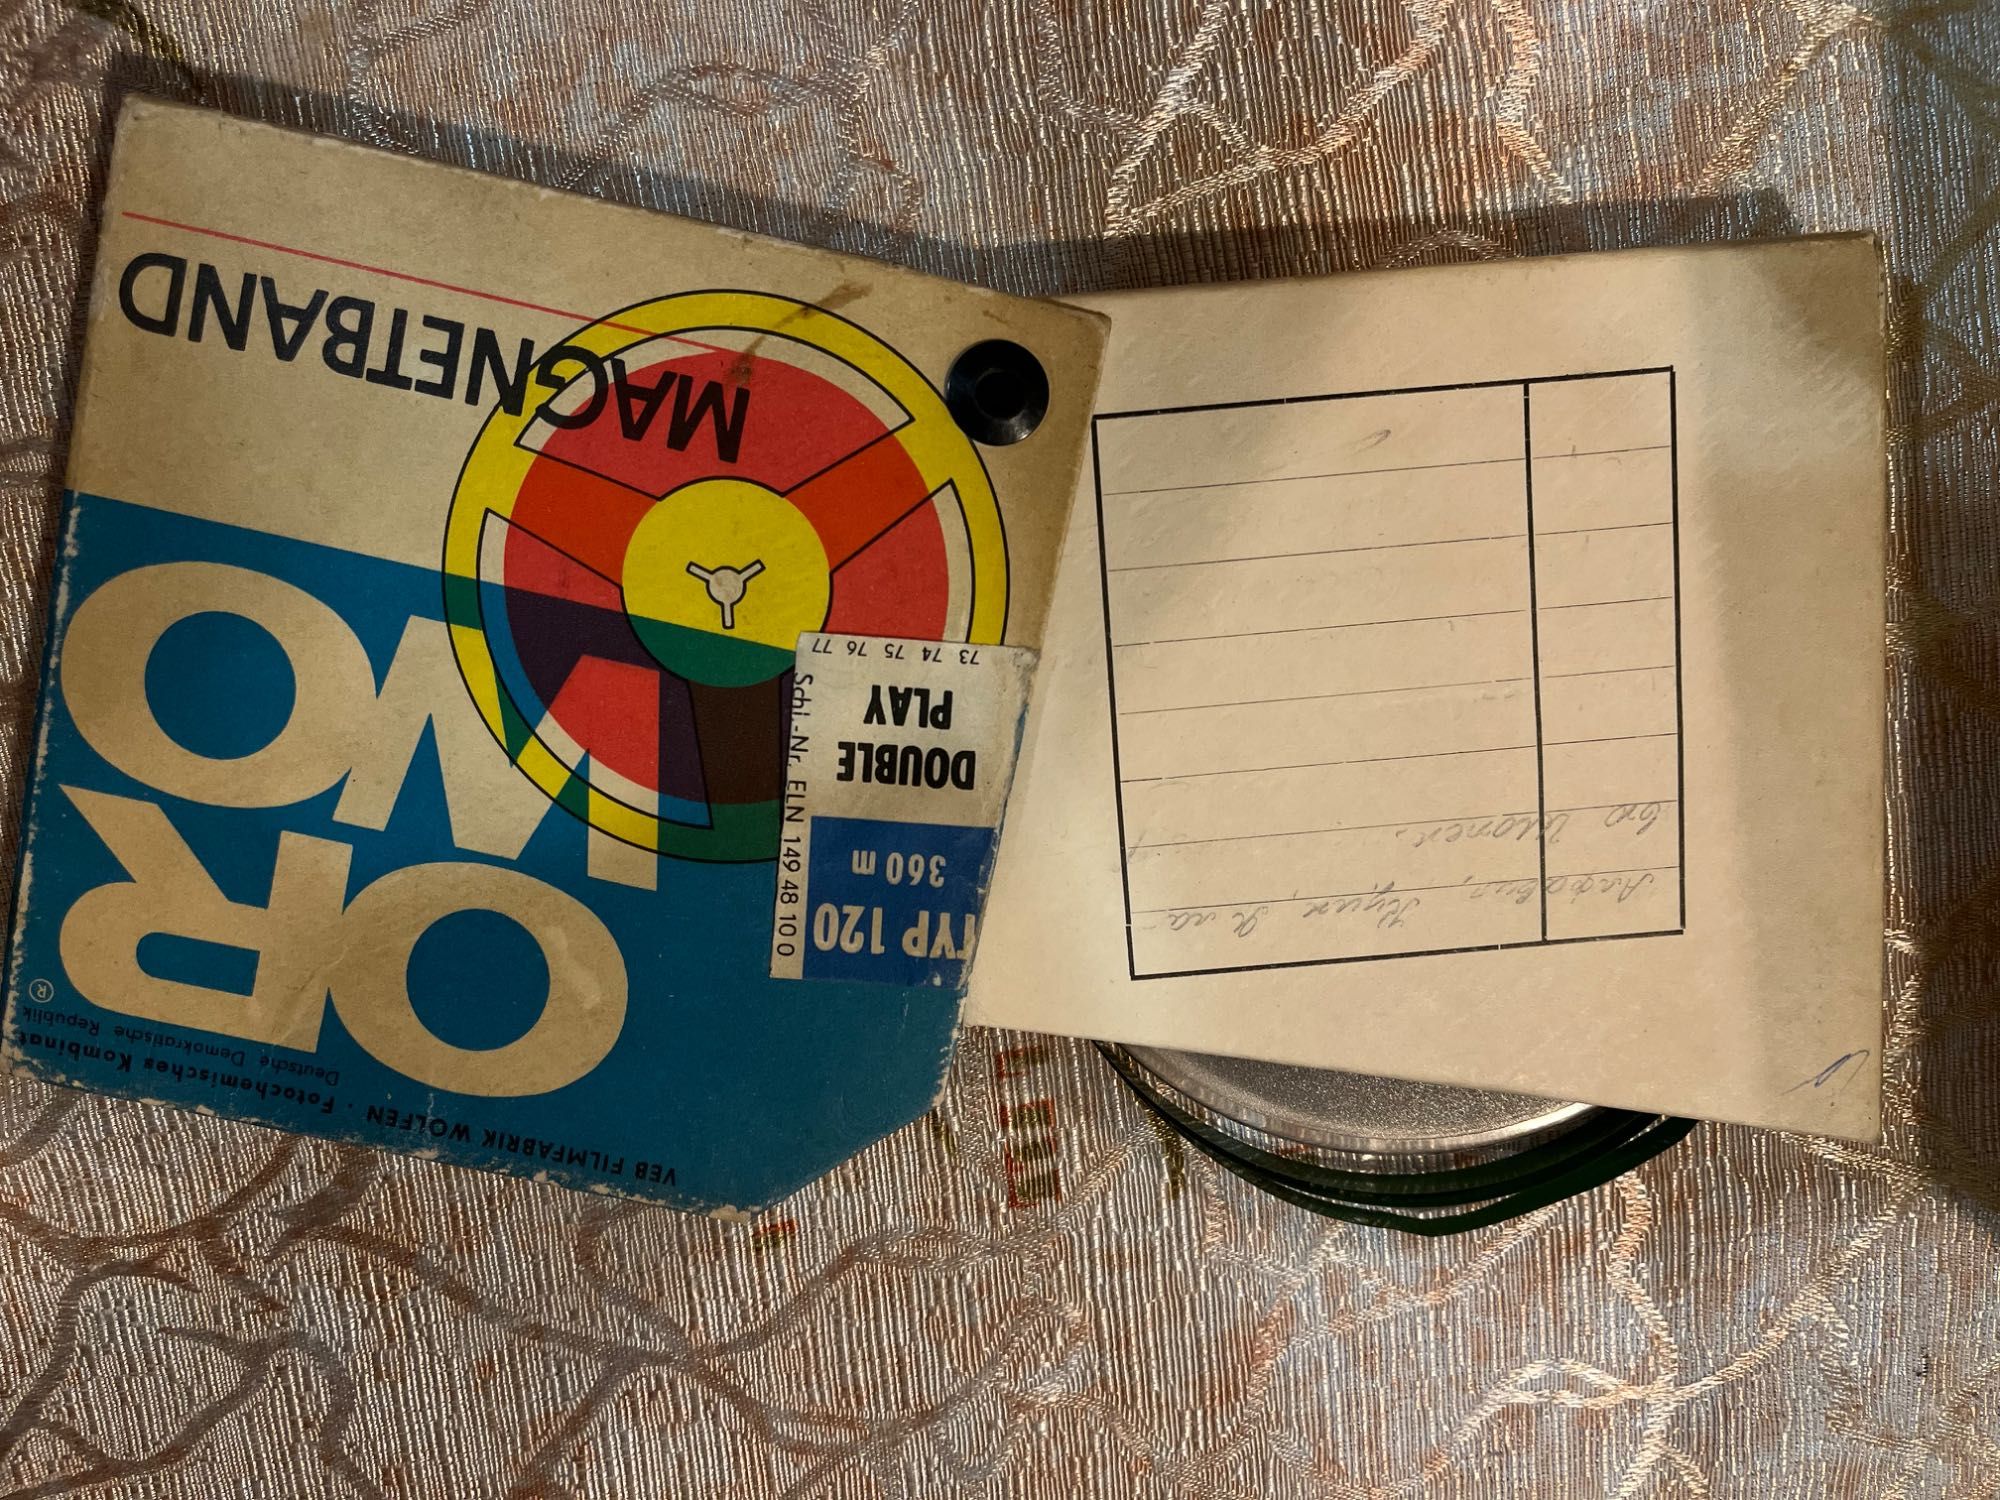 ORWO
MAGNETBAND
VEB FILMFABRIK WOLFEN · Fotochemisches Kombinat
Deutsche Demokratische Republik
®
TYP 120
360 m
DOUBLE
PLAY
73 74 75 76 77
Schl.-Nr. ELN 149 48 10 0